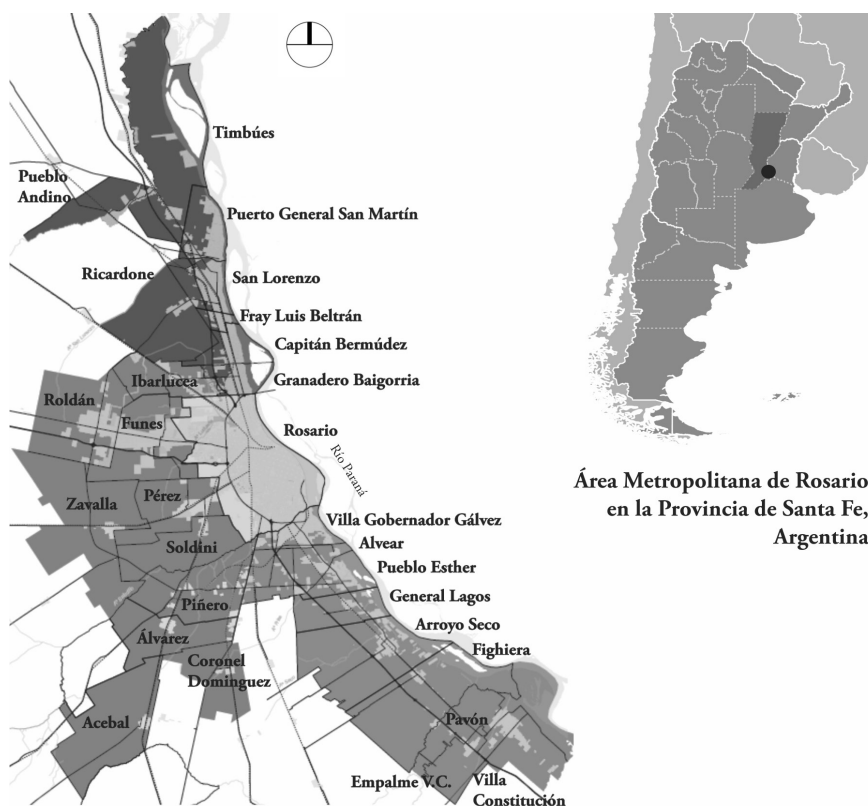 Timbúes
Pueblo
Andino
Puerto General San Martín
Ricardone
San Lorenzo
Fray Luis Beltrán
Capitán Bermúdez
Ibarlucea
Granadero Baigorria
Roldán
Funes
Rosario
Río Paraná
Zavalla
Pérez
Villa Gobernador Gálvez
Soldini
Alvear
Pueblo Esther
General Lagos
Piñero
Arroyo Seco
Álvarez
Fighiera
Coronel
Dominguez
Acebal
Pavón
Empalme V.C.
Villa
Constitución
Área Metropolitana de Rosario
en la Provincia de Santa Fe,
Argentina